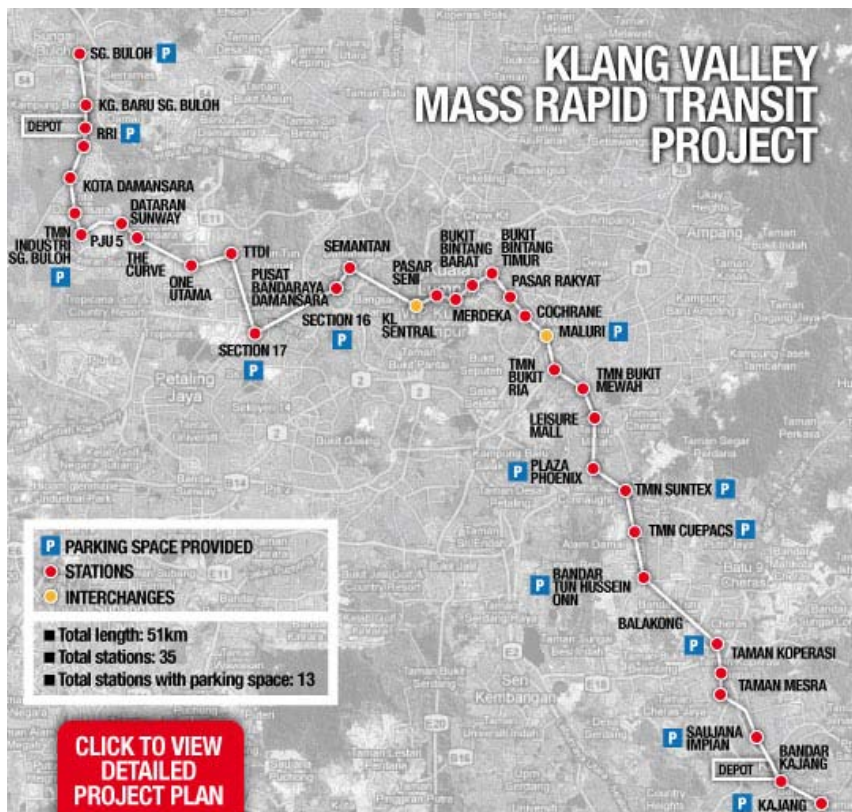 KLANG VALLEY
MASS RAPID TRANSIT
PROJECT
SG. BULOH P
KG. BARU SG. BULOH
DEPOT
RRI P
KOTA DAMANSARA
DATARAN
SUNWAY
TMN
INDUSTRI
SG. BULOH
P
PJU 5
THE
CURVE
ONE
UTAMA
TTDI
SECTION 17
P
PUSAT
BANDARAYA
DAMANSARA
SEMANTAN
SECTION 16
P
KL
SENTRAL
PASAR
SENI
MERDEKA
BUKIT
BINTANG
BARAT
BUKIT
BINTANG
TIMUR
PASAR RAKYAT
COCHRANE
MALURI P
TMN
BUKIT
RIA
TMN BUKIT
MEWAH
LEISURE
MALL
P PLAZA
PHOENIX
TMN SUNTEX P
TMN CUEPACS P
P BANDAR
TUN HUSSEIN
ONN
BALAKONG
P
TAMAN KOPERASI
TAMAN MESRA
P SAUJANA
IMPIAN
BANDAR
KAJANG
DEPOT
P KAJANG
P PARKING SPACE PROVIDED
STATIONS
INTERCHANGES
■ Total length: 51km
■ Total stations: 35
■ Total stations with parking space: 13
CLICK TO VIEW
DETAILED
PROJECT PLAN
Petaling
Jaya
Ampang
Seri
Kembangan